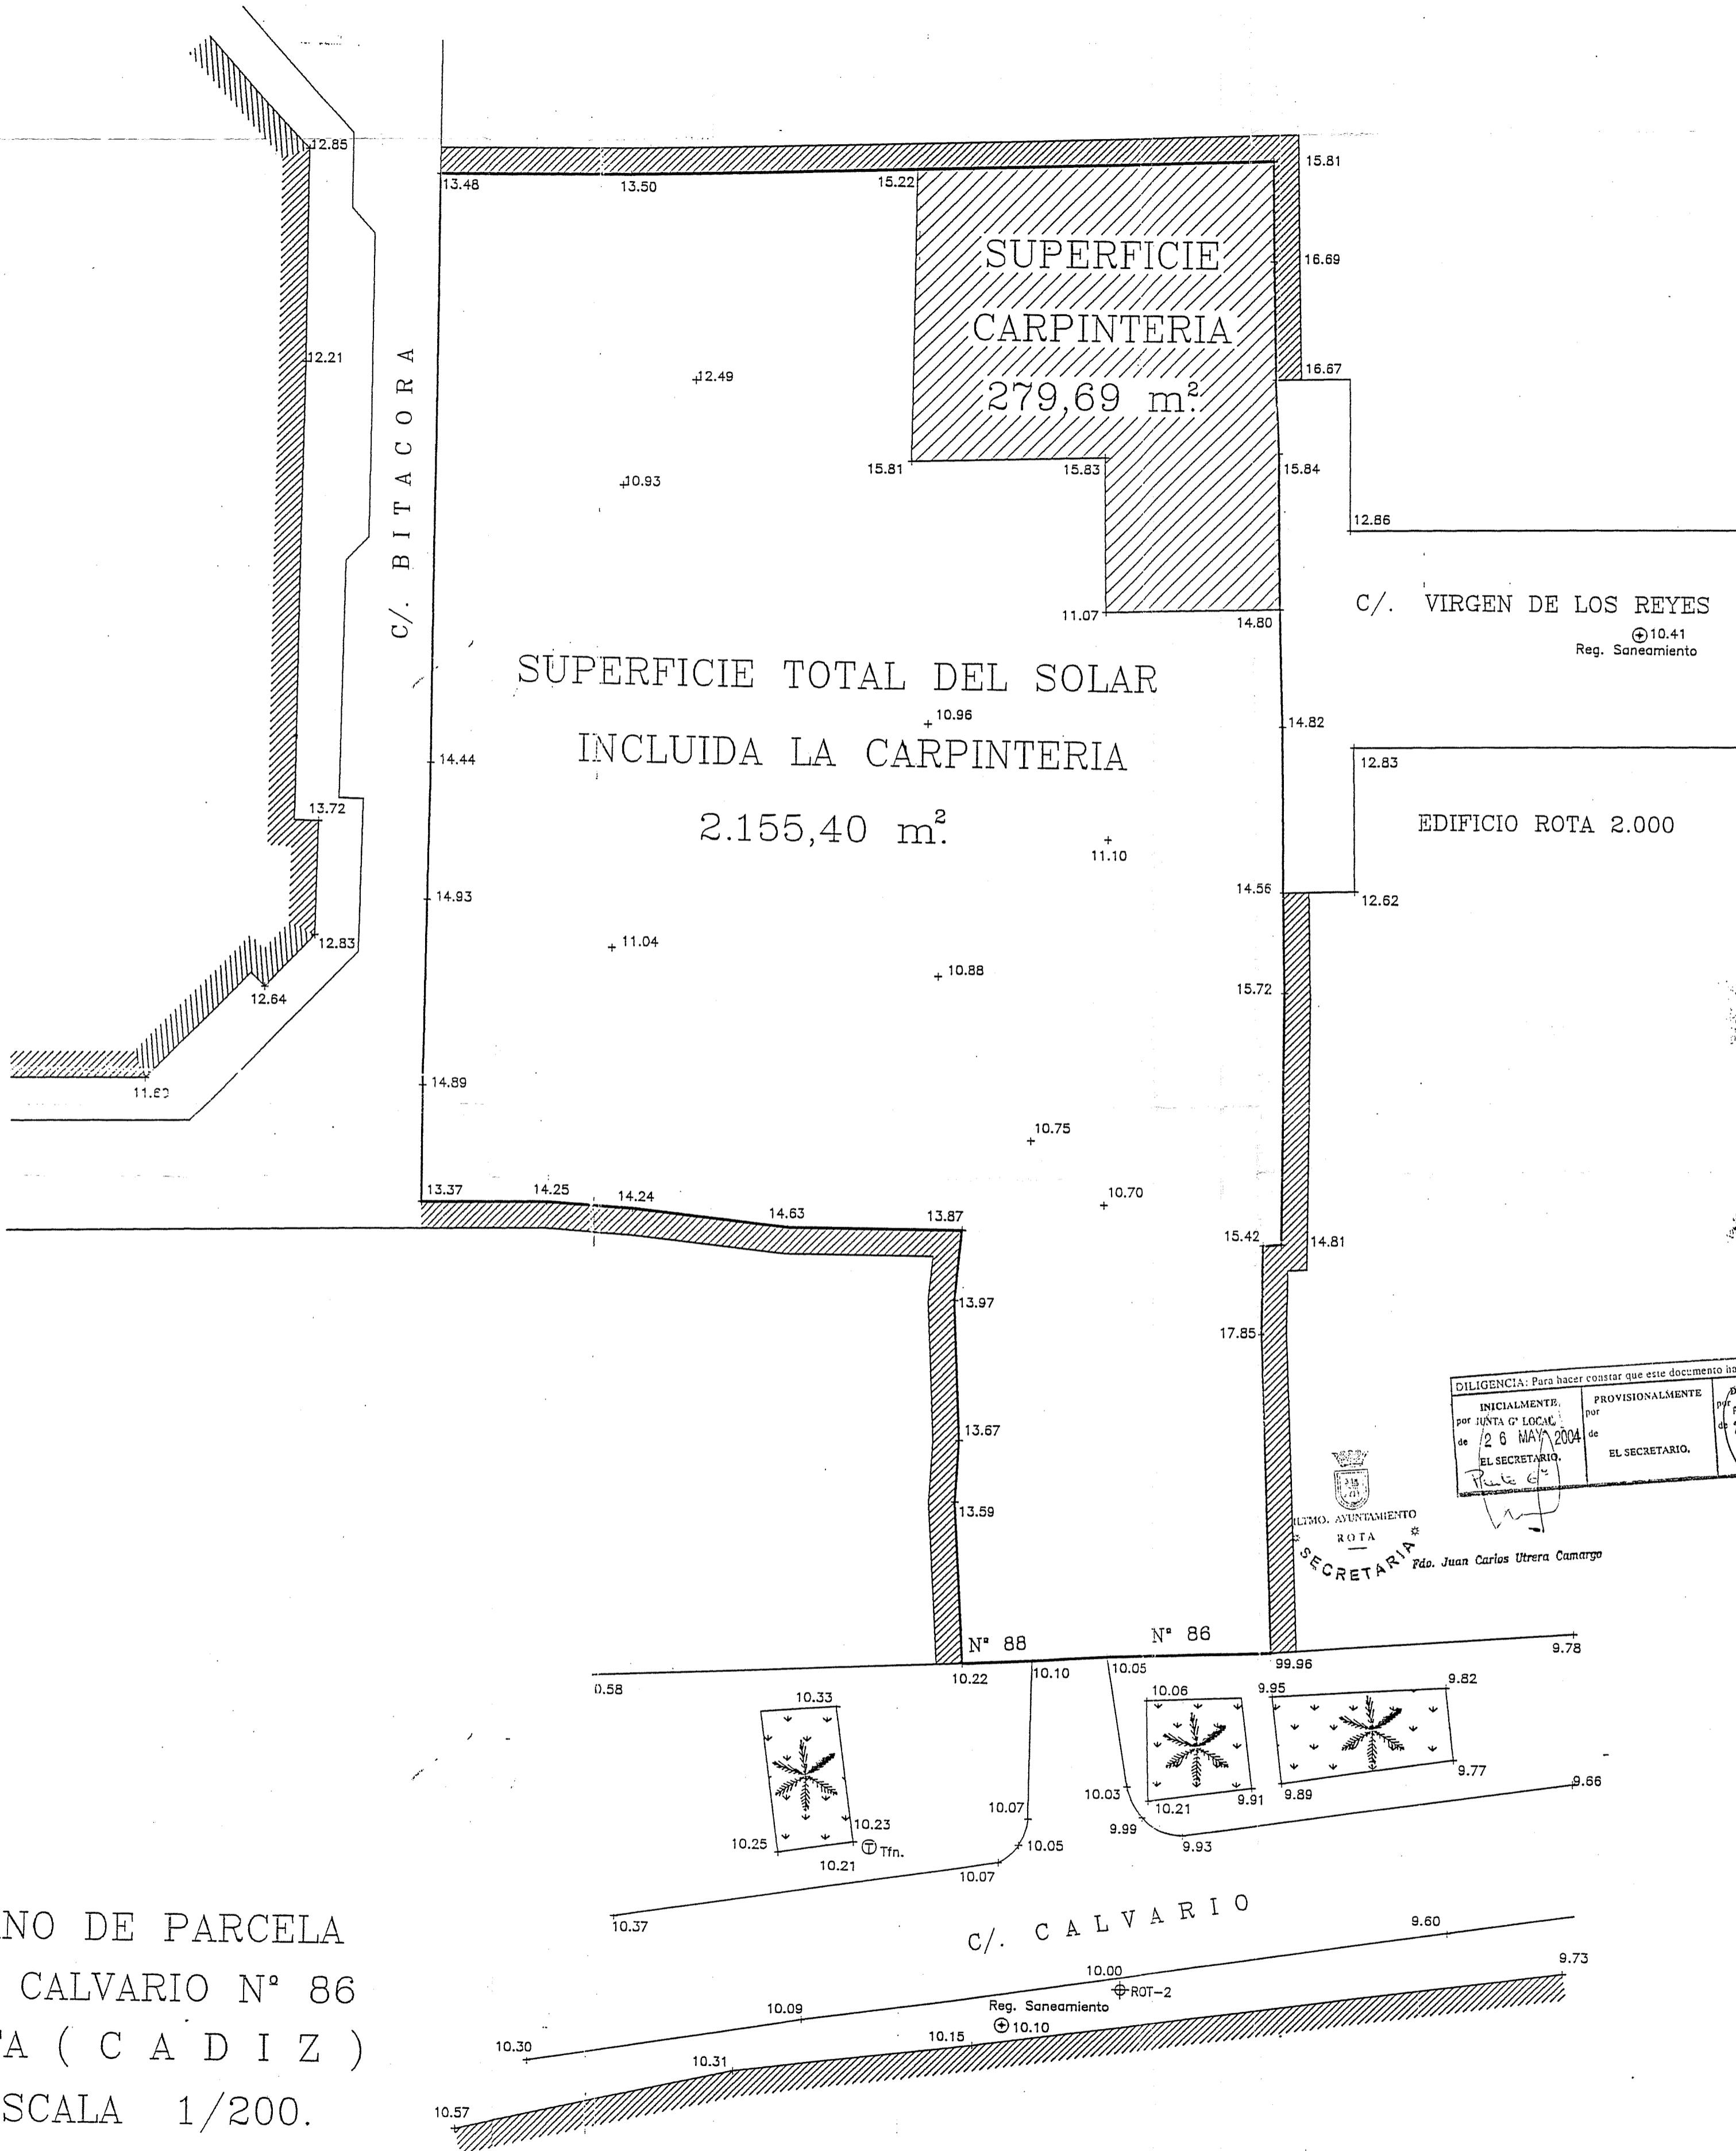 12.85
13.48
13.50
15.22
15.81
SUPERFICIE
CARPINTERIA
279,69 m².
16.69
16.67
12.21
12.49
10.93
C/. BITACORA
15.81
15.83
15.84
12.86
11.07
14.80
C/. VIRGEN DE LOS REYES
10.41
Reg. Saneamiento
SUPERFICIE TOTAL DEL SOLAR
10.96
INCLUIDA LA CARPINTERIA
2.155,40 m².
14.82
14.44
12.83
EDIFICIO ROTA 2.000
13.72
11.10
14.93
14.56
12.62
12.83
11.04
10.88
12.64
15.72
14.89
10.75
10.70
13.37
14.25
14.24
14.63
13.87
15.42
14.81
13.97
17.85
13.67
13.59
DILIGENCIA: Para hacer constar que este documento ha
INICIALMENTE,
por JUNTA Gª LOCAL
de 26 MAY 2004
EL SECRETARIO.
PROVISIONALMENTE
por
de
EL SECRETARIO,
ILTMO. AYUNTAMIENTO
ROTA
SECRETARIA
Fdo. Juan Carlos Utrera Camargo
Nº 88
Nº 86
0.58
10.22
10.10
10.05
99.96
9.78
10.33
10.06
9.95
9.82
10.25
10.23
Tfn.
10.21
10.07
10.05
10.07
10.03
10.21
9.91
9.89
9.77
9.66
9.99
9.93
10.37
C/. CALVARIO
9.60
10.00
ROT-2
9.73
10.09
Reg. Saneamiento
10.10
10.15
10.30
10.31
10.57
NO DE PARCELA
CALVARIO Nº 86
A ( C A D I Z )
SCALA 1/200.